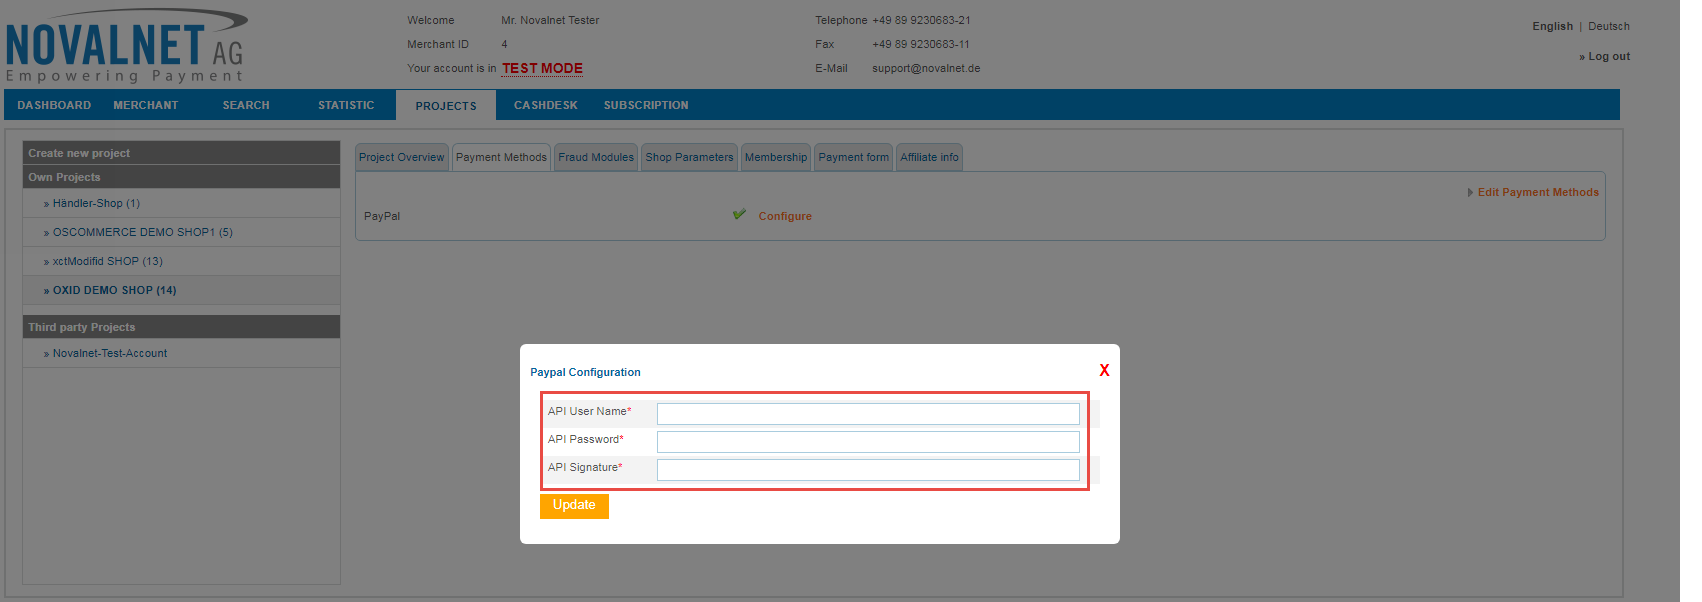 NOVALNET AG
Empowering Payment
Welcome Mr. Novalnet Tester
Merchant ID 4
Your account is in TEST MODE
Telephone +49 89 9230683-21
Fax +49 89 9230683-11
E-Mail support@novalnet.de
English | Deutsch
» Log out
DASHBOARD MERCHANT SEARCH STATISTIC PROJECTS CASHDESK SUBSCRIPTION
Create new project
Own Projects
» Händler-Shop (1)
» OSCOMMERCE DEMO SHOP1 (5)
» xctModifid SHOP (13)
» OXID DEMO SHOP (14)
Third party Projects
» Novalnet-Test-Account
Project Overview Payment Methods Fraud Modules Shop Parameters Membership Payment form Affiliate info
Edit Payment Methods
PayPal Configure
Paypal Configuration X
API User Name*
API Password*
API Signature*
Update